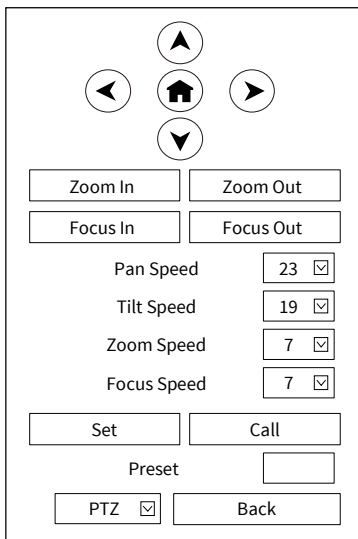 Zoom In Zoom Out
Focus In Focus Out
Pan Speed 23
Tilt Speed 19
Zoom Speed 7
Focus Speed 7
Set Call
Preset
PTZ Back